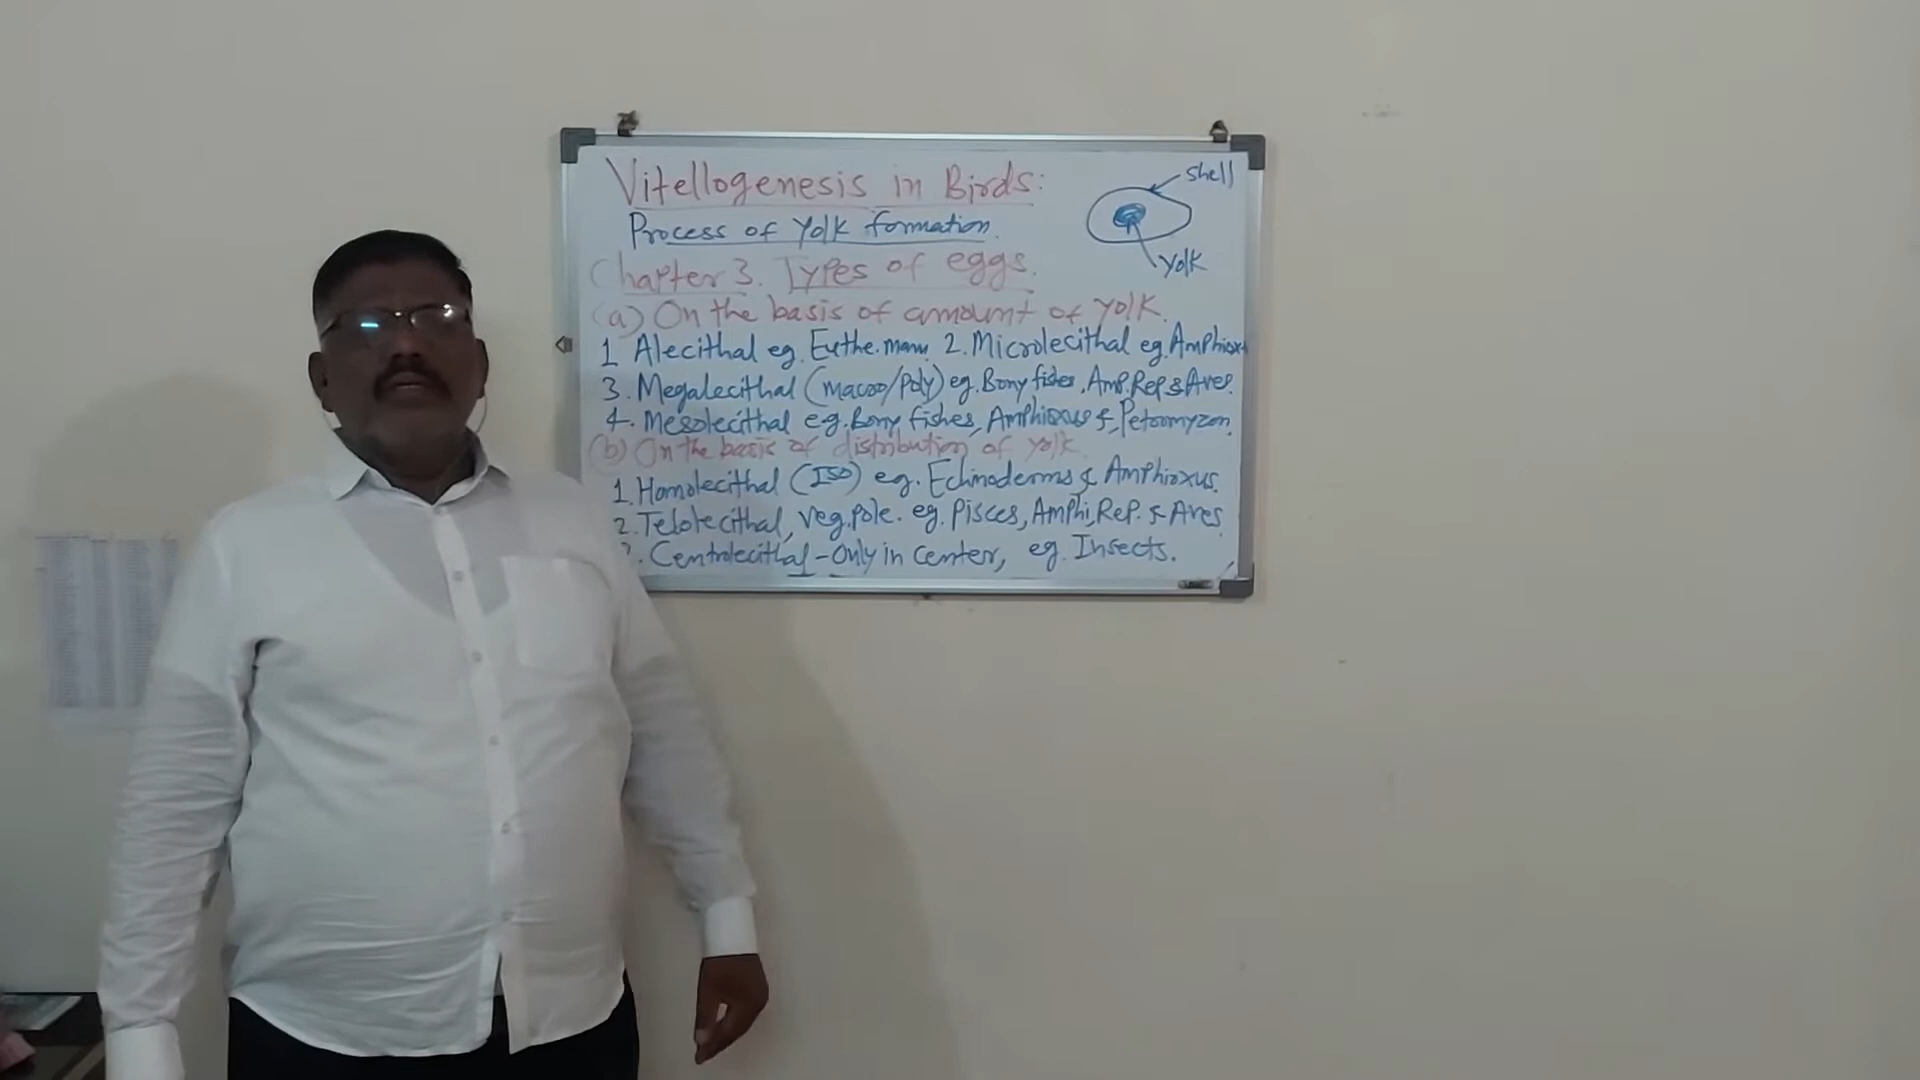 Vitellogenesis in Birds:
shell
Process of Yolk formation.
Yolk
Chapter 3. Types of eggs.
(a) On the basis of amount of yolk.
1 Alecithal eg. Euthe. mam 2. Microlecithal eg. Amphiox
3. Megalecithal (macro/poly) eg. Bony fishes, Amp. Rep & Aves.
4. Mesolecithal eg. Bony fishes, Amphioxus & Petromyzon.
(b) On the basis of distribution of yolk.
1. Homolecithal (ISO) eg. Echinoderms & Amphioxus.
2. Telolecithal, veg. pole. eg. Pisces, Amphi, Rep. & Aves
. Centrolecithal - Only in center, eg. Insects.